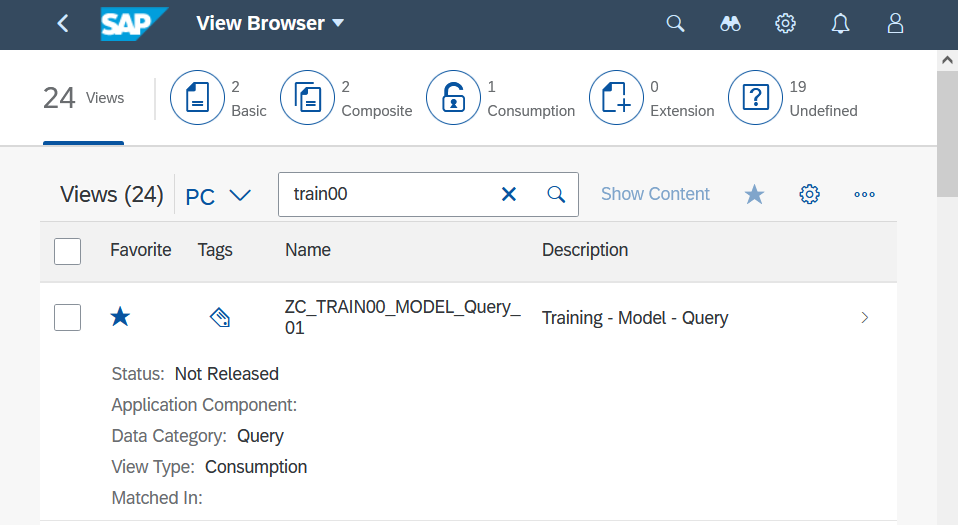 SAP View Browser
24 Views
2 Basic
2 Composite
1 Consumption
0 Extension
19 Undefined
Views (24) PC train00 Show Content
Favorite Tags Name Description
ZC_TRAIN00_MODEL_Query_
01
Training - Model - Query
Status: Not Released
Application Component:
Data Category: Query
View Type: Consumption
Matched In: